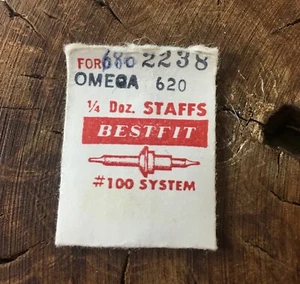 FOR 2238
OMEGA 620
1/4 Doz. STAFFS
BESTFIT
#100 SYSTEM